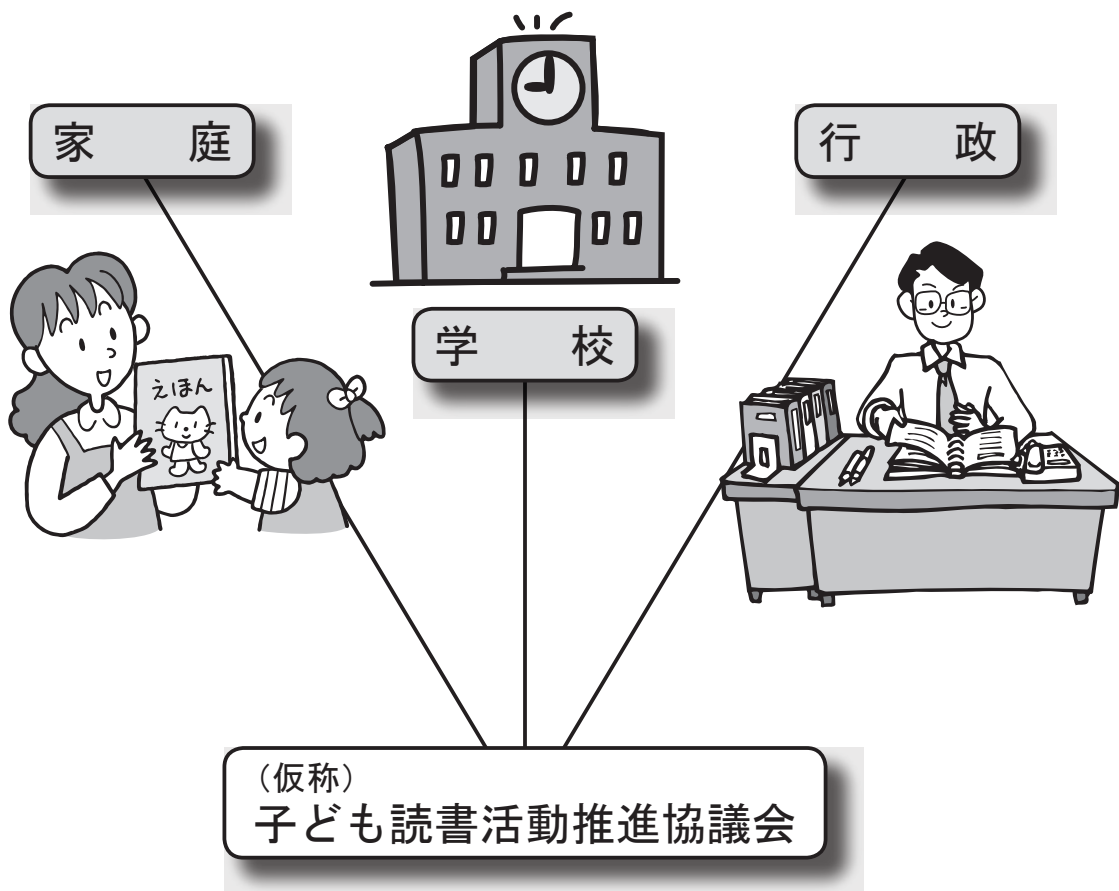 家　　庭
行　　政
学　　校
えほん
（仮称）
子ども読書活動推進協議会